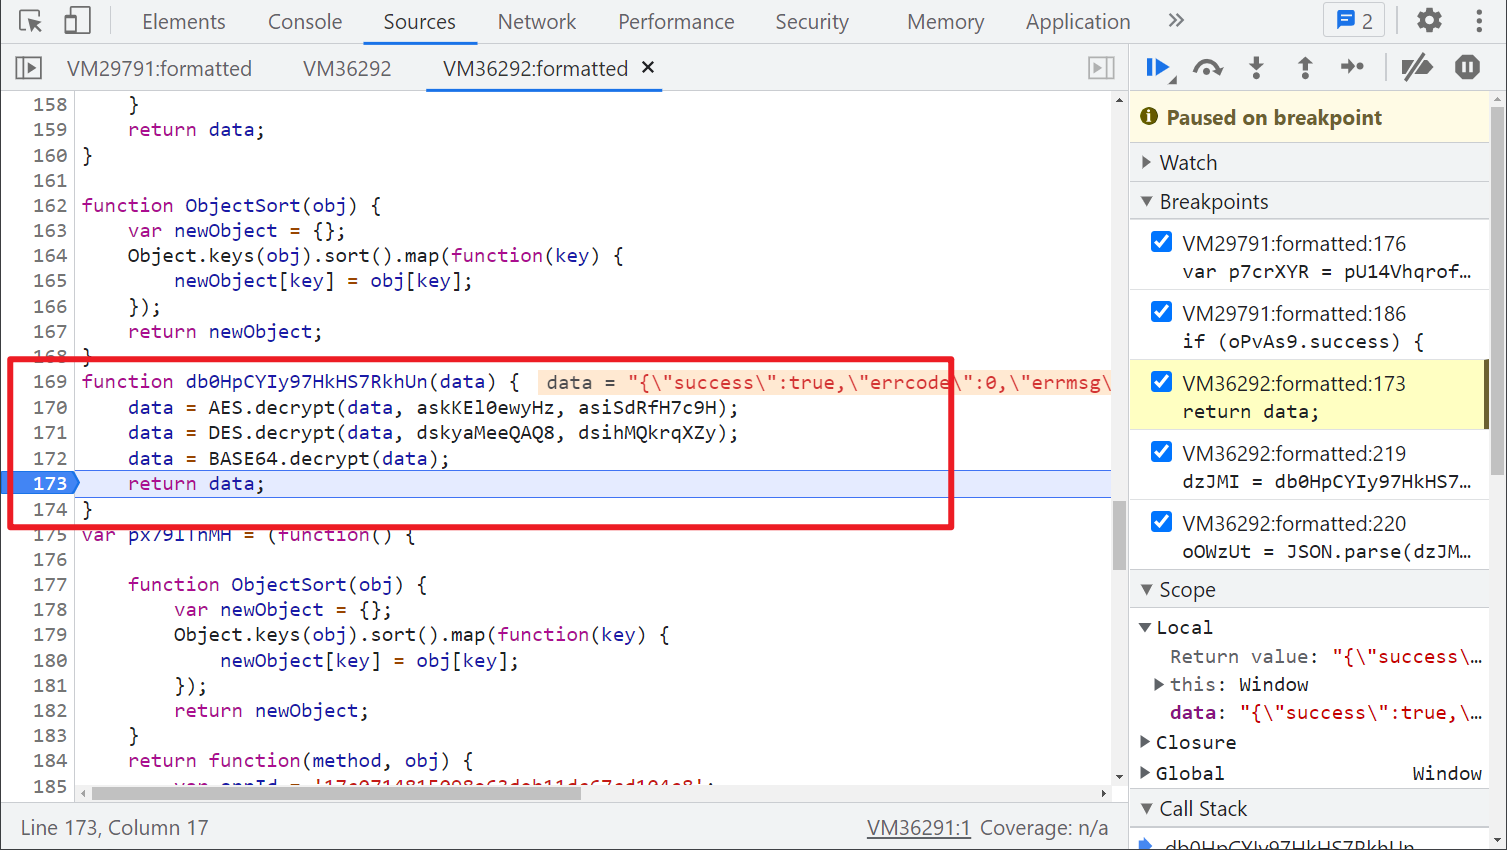 Elements Console Sources Network Performance Security Memory Application » 2
VM29791:formatted VM36292 VM36292:formatted ×
158 }
159 return data;
160 }
161
162 function ObjectSort(obj) {
163 var newObject = {};
164 Object.keys(obj).sort().map(function(key) {
165 newObject[key] = obj[key];
166 });
167 return newObject;
168 }
169 function db0HpCYIy97HkHS7RkhUn(data) { data = "{\"success\":true,\"errcode\":0,\"errmsg\
170 data = AES.decrypt(data, askKEl0ewyHz, asiSdRfH7c9H);
171 data = DES.decrypt(data, dskyaMeeQAQ8, dsihMQkrqXZy);
172 data = BASE64.decrypt(data);
173 return data;
174 }
175 var px79ITnMH = (function() {
176
177 function ObjectSort(obj) {
178 var newObject = {};
179 Object.keys(obj).sort().map(function(key) {
180 newObject[key] = obj[key];
181 });
182 return newObject;
183 }
184 return function(method, obj) {
185
Line 173, Column 17 VM36291:1 Coverage: n/a
Paused on breakpoint
Watch
Breakpoints
VM29791:formatted:176
var p7crXYR = pU14Vhqrof…
VM29791:formatted:186
if (oPvAs9.success) {
VM36292:formatted:173
return data;
VM36292:formatted:219
dzJMI = db0HpCYIy97HkHS7…
VM36292:formatted:220
oOWzUt = JSON.parse(dzJM…
Scope
Local
Return value: "{\"success\…
this: Window
data: "{\"success\":true,\…
Closure
Global Window
Call Stack
db0HpCYIy97HkHS7RkhUn